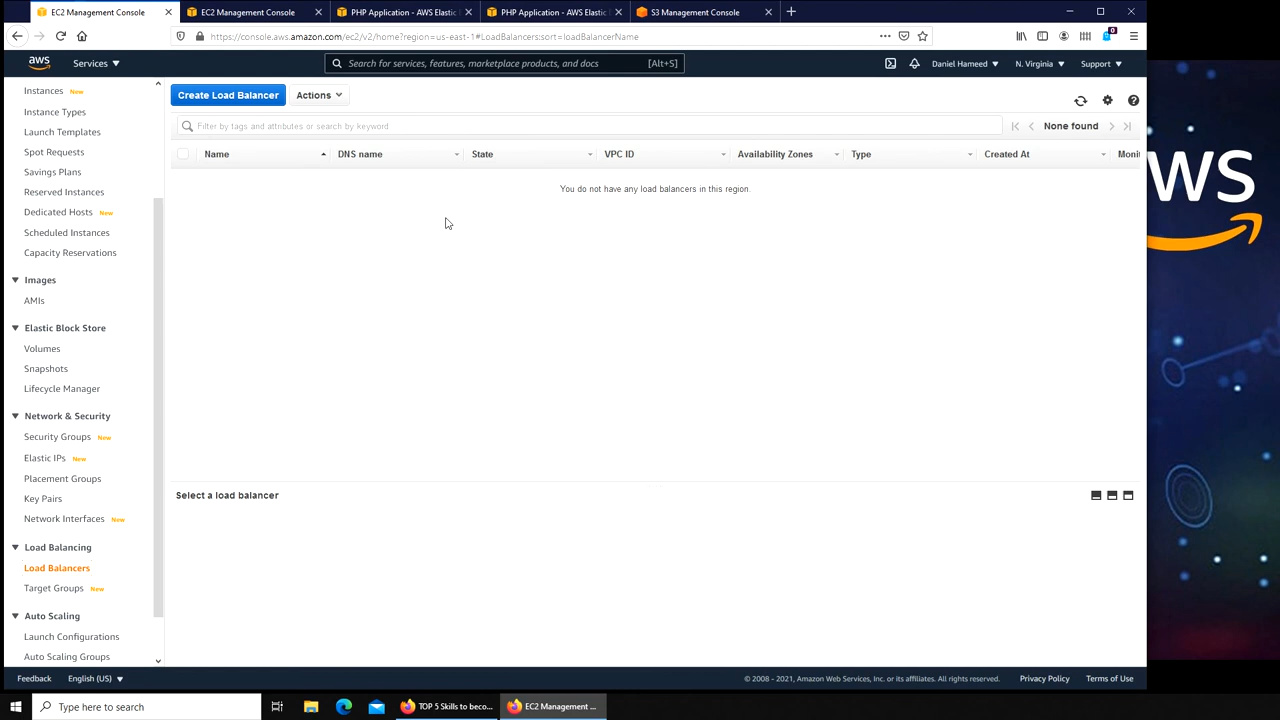 EC2 Management Console
EC2 Management Console
PHP Application - AWS Elastic
PHP Application - AWS Elastic
S3 Management Console
https://console.aws.amazon.com/ec2/v2/home?region=us-east-1#LoadBalancers:sort=loadBalancerName
0
aws
Services
Search for services, features, marketplace products, and docs
[Alt+S]
Daniel Hameed
N. Virginia
Support
Instances New
Instance Types
Launch Templates
Spot Requests
Savings Plans
Reserved Instances
Dedicated Hosts New
Scheduled Instances
Capacity Reservations
Images
AMIs
Elastic Block Store
Volumes
Snapshots
Lifecycle Manager
Network & Security
Security Groups New
Elastic IPs New
Placement Groups
Key Pairs
Network Interfaces New
Load Balancing
Load Balancers
Target Groups New
Auto Scaling
Launch Configurations
Auto Scaling Groups
Create Load Balancer
Actions
Filter by tags and attributes or search by keyword
None found
Name
DNS name
State
VPC ID
Availability Zones
Type
Created At
Monit
You do not have any load balancers in this region.
Select a load balancer
WS
Feedback
English (US)
© 2008 - 2021, Amazon Web Services, Inc. or its affiliates. All rights reserved.
Privacy Policy
Terms of Use
Type here to search
TOP 5 Skills to beco...
EC2 Management ...